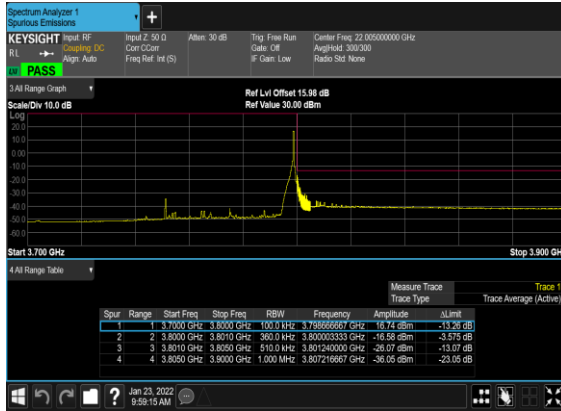 Spectrum Analyzer 1
Spurious Emissions
KEYSIGHT Input: RF Input Z: 50 Ω Atten: 30 dB Trig: Free Run Center Freq: 22.005000000 GHz
RL Coupling: DC Corr CCorr Gate: Off Avg|Hold: 300/300
Align: Auto Freq Ref: Int (S) IF Gain: Low Radio Std: None
PASS
3 All Range Graph Ref Lvl Offset 15.98 dB
Scale/Div 10.0 dB Ref Value 30.00 dBm
Log
20.0
10.0
0.00
-10.0
-20.0
-30.0
-40.0
-50.0
-60.0
Start 3.700 GHz Stop 3.900 GH
4 All Range Table
Measure Trace Trace 1
Trace Type Trace Average (Active)
Spur Range Start Freq Stop Freq RBW Frequency Amplitude ΔLimit
1 1 3.7000 GHz 3.8000 GHz 100.0 kHz 3.798666667 GHz 16.74 dBm -13.26 dB
2 2 3.8000 GHz 3.8010 GHz 360.0 kHz 3.800003333 GHz -16.58 dBm -3.575 dB
3 3 3.8010 GHz 3.8050 GHz 510.0 kHz 3.801240000 GHz -26.07 dBm -13.07 dB
4 4 3.8050 GHz 3.9000 GHz 1.000 MHz 3.807216667 GHz -36.05 dBm -23.05 dB
Jan 23, 2022
9:59:15 AM